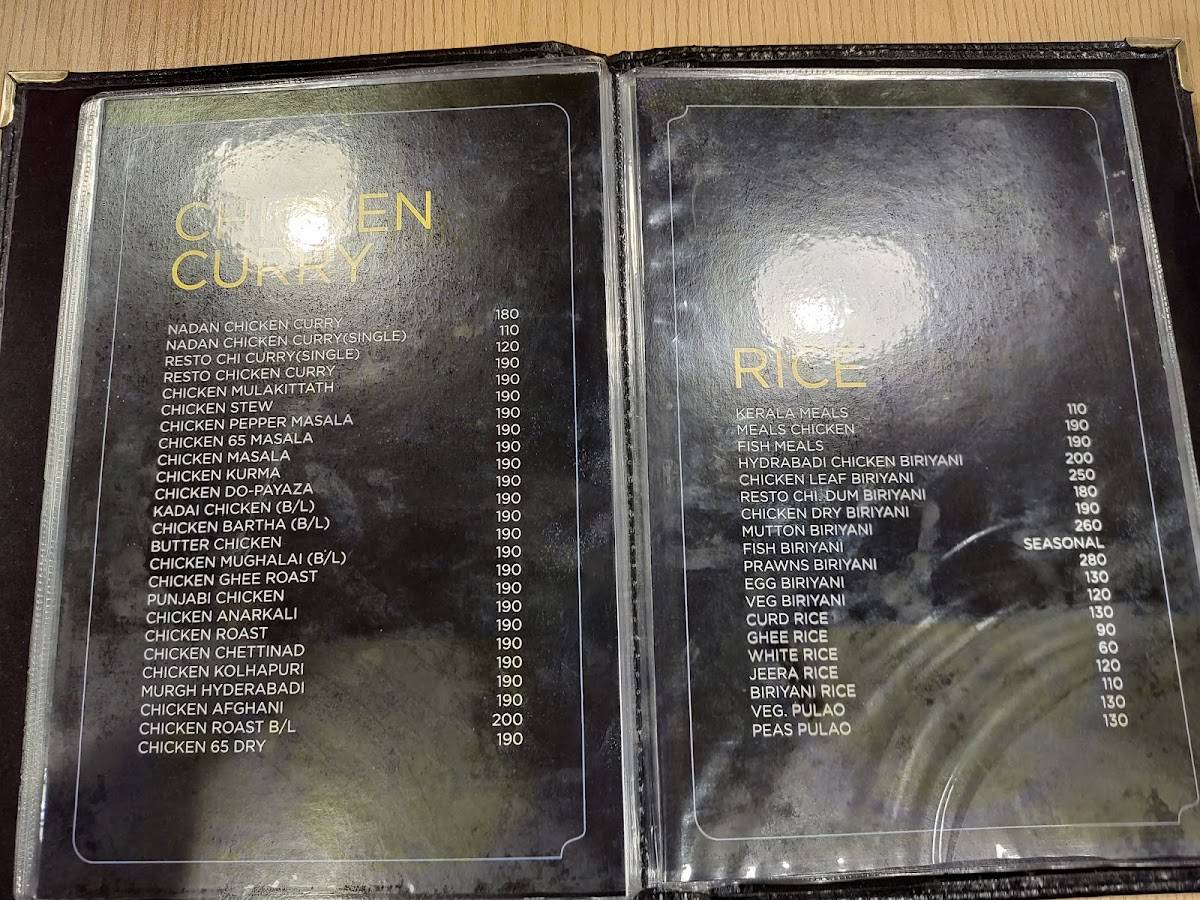 CHICKEN
CURRY
NADAN CHICKEN CURRY 180
NADAN CHICKEN CURRY(SINGLE) 110
RESTO CHI CURRY(SINGLE) 120
RESTO CHICKEN CURRY 190
CHICKEN MULAKITTATH 190
CHICKEN STEW 190
CHICKEN PEPPER MASALA 190
CHICKEN 65 MASALA 190
CHICKEN MASALA 190
CHICKEN KURMA 190
CHICKEN DO-PAYAZA 190
KADAI CHICKEN (B/L) 190
CHICKEN BARTHA (B/L) 190
BUTTER CHICKEN 190
CHICKEN MUGHALAI (B/L) 190
CHICKEN GHEE ROAST 190
PUNJABI CHICKEN 190
CHICKEN ANARKALI 190
CHICKEN ROAST 190
CHICKEN CHETTINAD 190
CHICKEN KOLHAPURI 190
MURGH HYDERABADI 190
CHICKEN AFGHANI 190
CHICKEN ROAST B/L 200
CHICKEN 65 DRY 190
RICE
KERALA MEALS 110
MEALS CHICKEN 190
FISH MEALS 190
HYDRABADI CHICKEN BIRIYANI 200
CHICKEN LEAF BIRIYANI 250
RESTO CHI. DUM BIRIYANI 180
CHICKEN DRY BIRIYANI 190
MUTTON BIRIYANI 260
FISH BIRIYANI SEASONAL
PRAWNS BIRIYANI 280
EGG BIRIYANI 130
VEG BIRIYANI 120
CURD RICE 130
GHEE RICE 90
WHITE RICE 60
JEERA RICE 120
BIRIYANI RICE 110
VEG. PULAO 130
PEAS PULAO 130